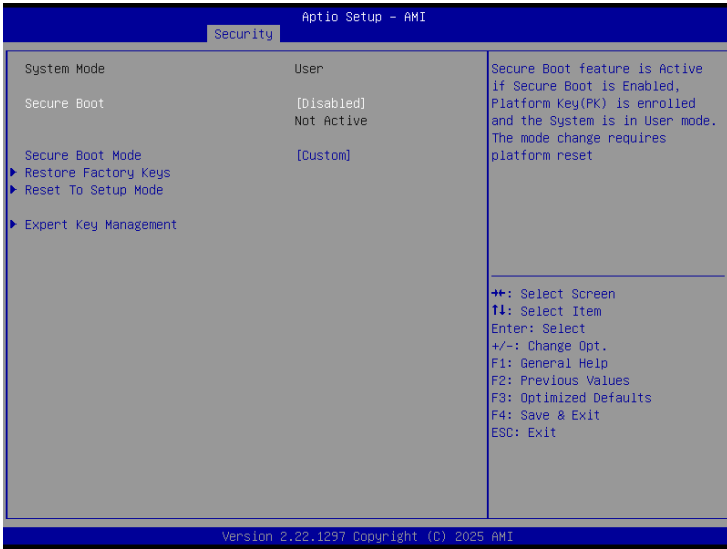 Aptio Setup - AMI
Security
System Mode User
Secure Boot [Disabled]
Not Active
Secure Boot Mode [Custom]
Restore Factory Keys
Reset To Setup Mode
Expert Key Management
Secure Boot feature is Active
if Secure Boot is Enabled,
Platform Key(PK) is enrolled
and the System is in User mode.
The mode change requires
platform reset
→←: Select Screen
↑↓: Select Item
Enter: Select
+/-: Change Opt.
F1: General Help
F2: Previous Values
F3: Optimized Defaults
F4: Save & Exit
ESC: Exit
Version 2.22.1297 Copyright (C) 2025 AMI